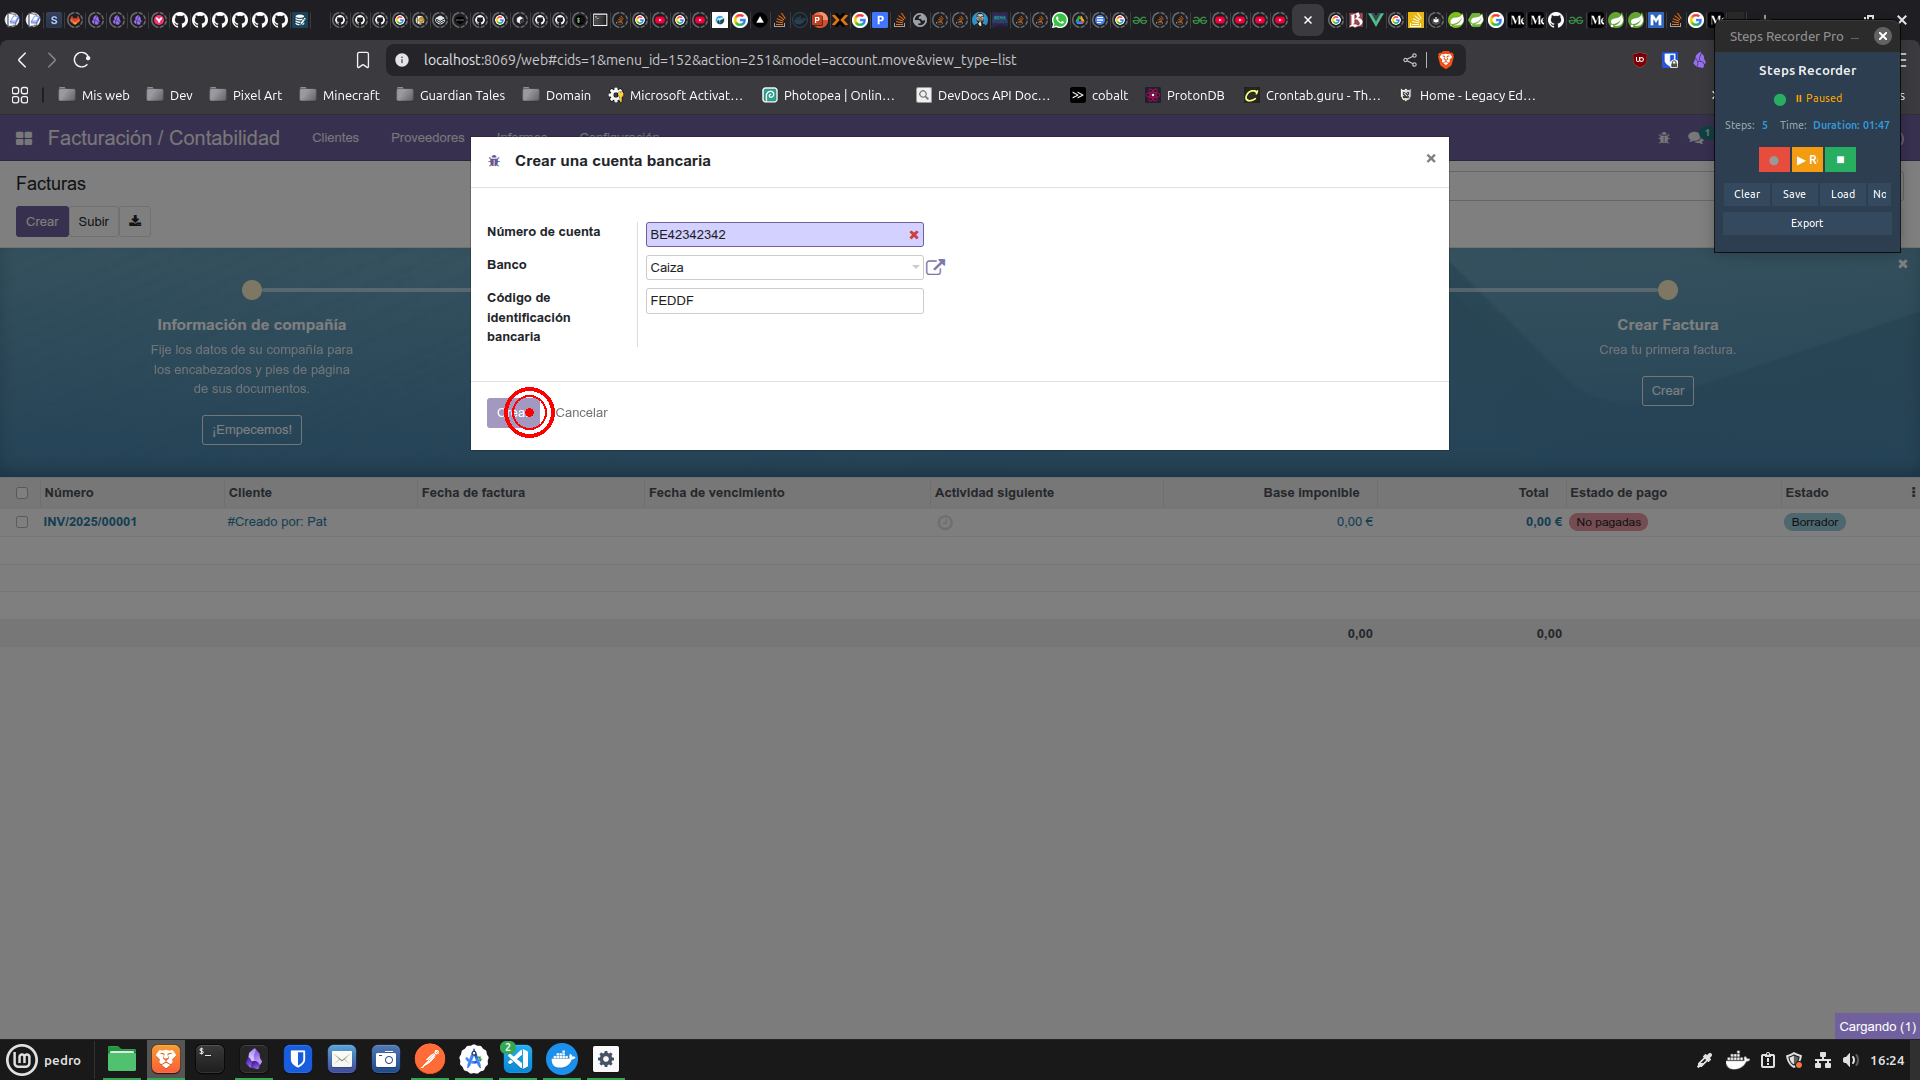 Steps Recorder Pro
localhost:8069/web#cids=1&menu_id=152&action=251&model=account.move&view_type=list
Steps Recorder
Paused
Steps: 5 Time: Duration: 01:47
R
Clear Save Load No
Export
Mis web Dev Pixel Art Minecraft Guardian Tales Domain Microsoft Activat... Photopea | Onlin... DevDocs API Doc... cobalt ProtonDB Crontab.guru - Th... Home - Legacy Ed...
Facturación / Contabilidad Clientes Proveedores Informes Configuración 1
Facturas
Crear Subir
Crear una cuenta bancaria
Número de cuenta BE42342342
Banco Caiza
Código de identificación bancaria FEDDF
Crear Cancelar
Información de compañía
Fije los datos de su compañía para
los encabezados y pies de página
de sus documentos.
¡Empecemos!
Crear Factura
Crea tu primera factura.
Crear
Número Cliente Fecha de factura Fecha de vencimiento Actividad siguiente Base imponible Total Estado de pago Estado
INV/2025/00001 #Creado por: Pat 0,00 € 0,00 € No pagadas Borrador
0,00 0,00
Cargando (1)
pedro 2 16:24